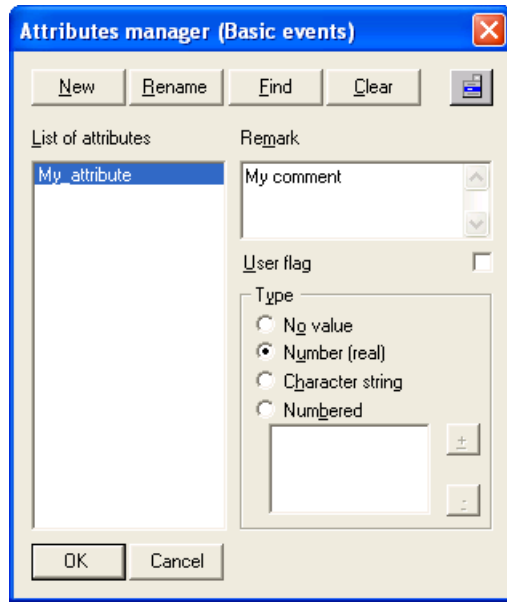 Attributes manager (Basic events)
New Rename Find Clear
List of attributes
My_attribute
Remark
My comment
User flag
Type
No value
Number (real)
Character string
Numbered
+
-
OK Cancel